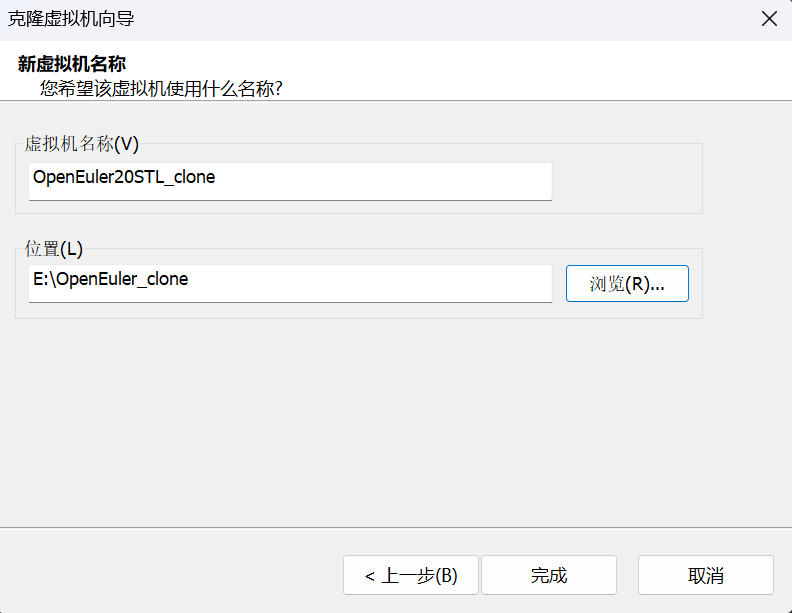 克隆虚拟机向导
新虚拟机名称
您希望该虚拟机使用什么名称?
虚拟机名称(V)
OpenEuler20STL_clone
位置(L)
E:\OpenEuler_clone
浏览(R)...
< 上一步(B)
完成
取消